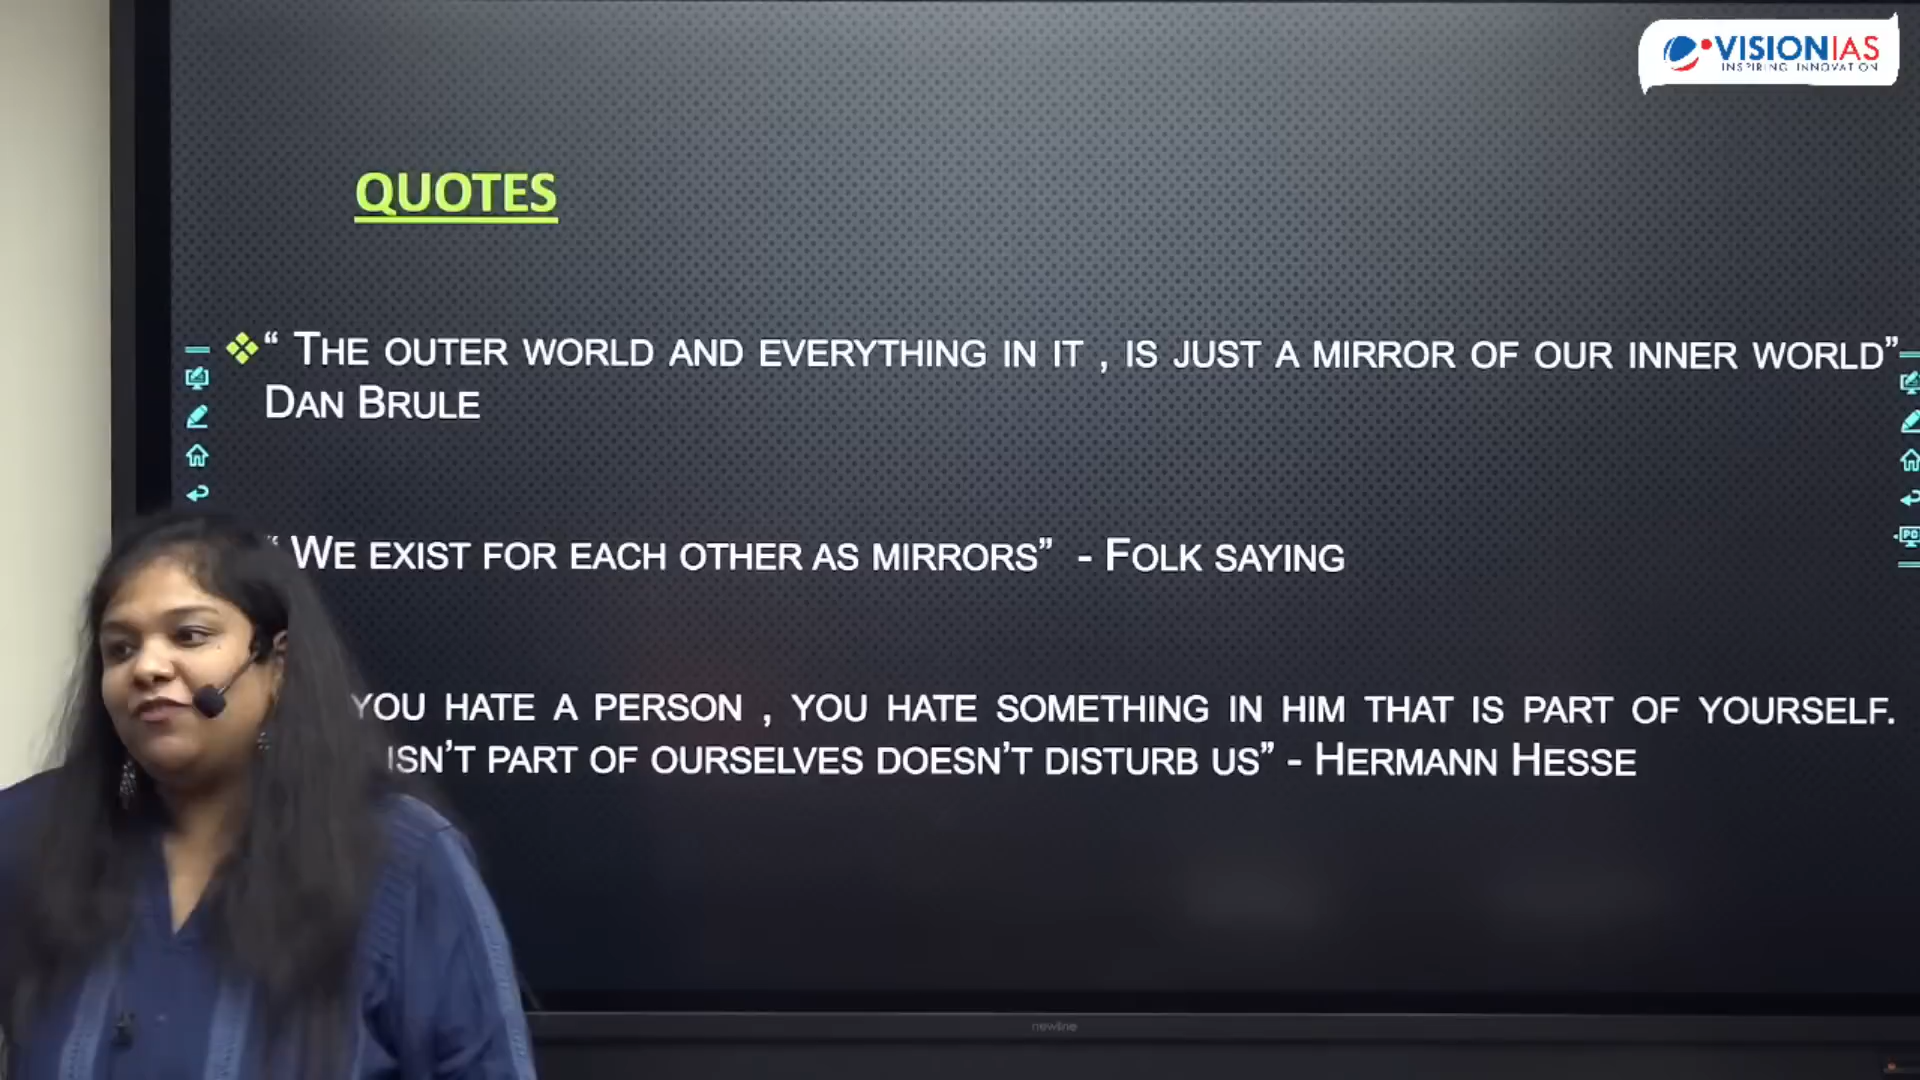 VISIONIAS
INSPIRING INNOVATION
QUOTES
“ THE OUTER WORLD AND EVERYTHING IN IT , IS JUST A MIRROR OF OUR INNER WORLD”
DAN BRULE
“ WE EXIST FOR EACH OTHER AS MIRRORS” - FOLK SAYING
YOU HATE A PERSON , YOU HATE SOMETHING IN HIM THAT IS PART OF YOURSELF.
ISN’T PART OF OURSELVES DOESN’T DISTURB US” - HERMANN HESSE
newline